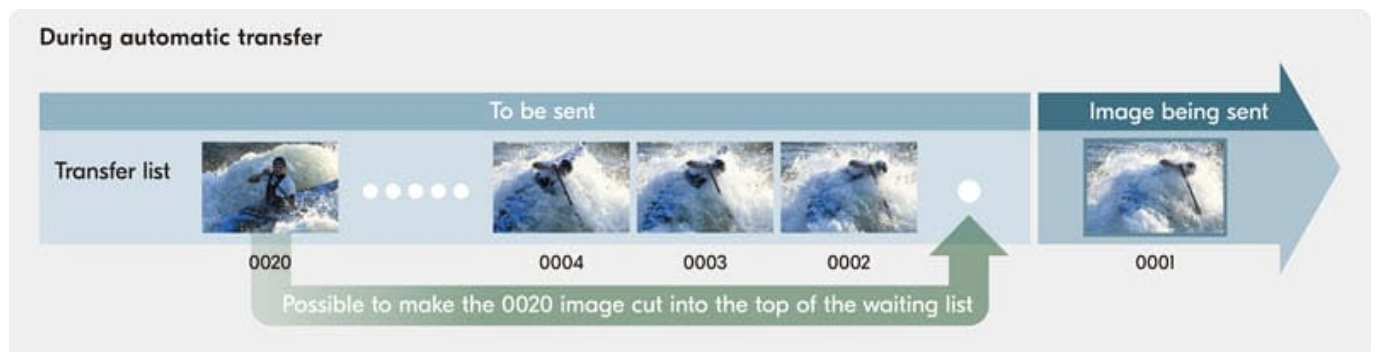 During automatic transfer
To be sent
Image being sent
Transfer list
0020
0004
0003
0002
0001
Possible to make the 0020 image cut into the top of the waiting list